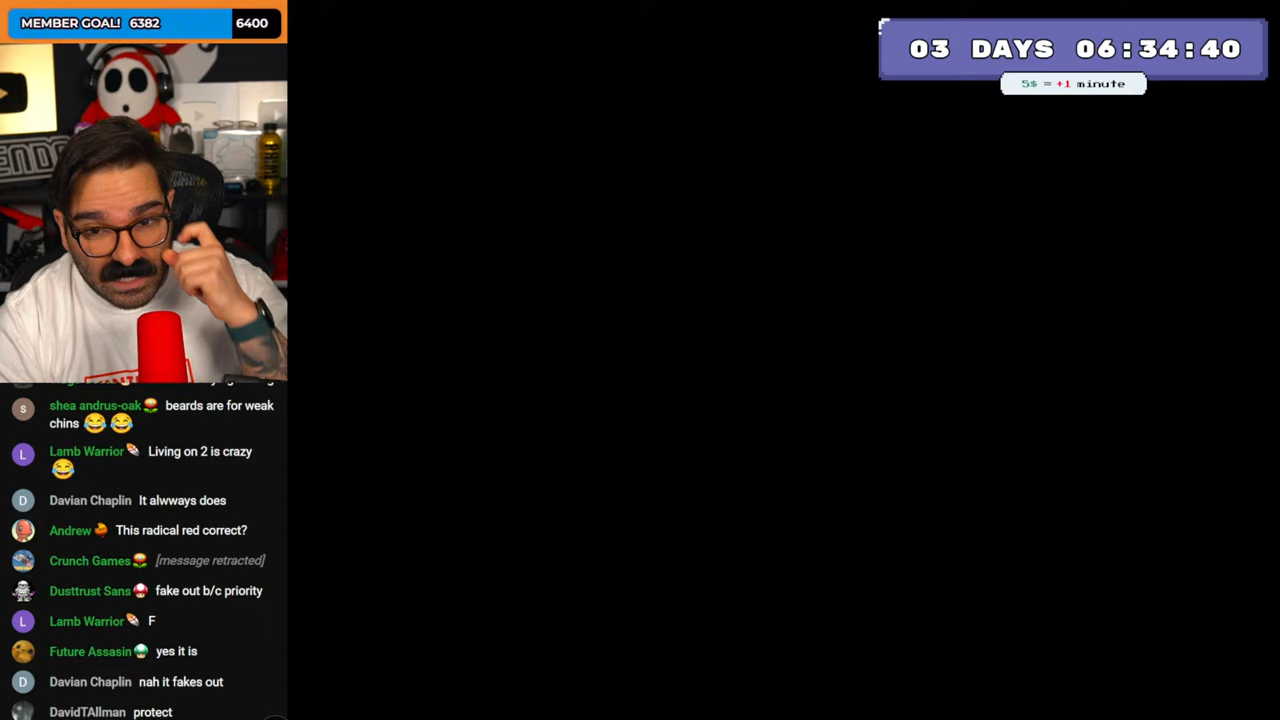 MEMBER GOAL! 6382 6400
03 DAYS 06:34:40
5$ = +1 minute
shea andrus-oak beards are for weak
chins 😂 😂
Lamb Warrior Living on 2 is crazy
😂
Davian Chaplin It alwways does
Andrew This radical red correct?
Crunch Games [message retracted]
Dusttrust Sans fake out b/c priority
Lamb Warrior F
Future Assasin yes it is
Davian Chaplin nah it fakes out
DavidTAllman protect